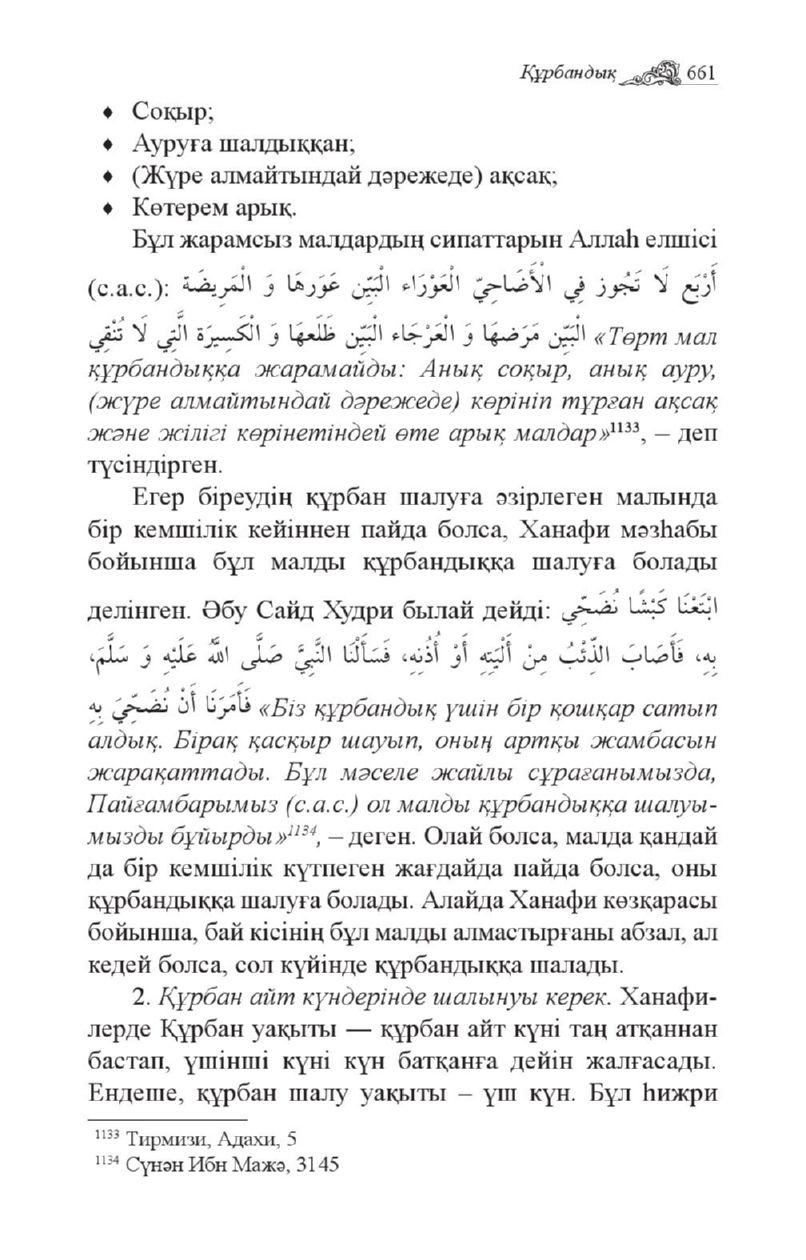 Құрбандық 661
♦ Соқыр;
♦ Ауруға шалдыққан;
♦ (Жүре алмайтындай дәрежеде) ақсақ;
♦ Көтерем арық.
Бұл жарамсыз малдардың сипаттарын Аллаһ елшісі
(с.а.с.): أَرْبَع لَا تَجُوز فِي الْأَضَاحِيّ الْعَوْرَاء الْبَيِّن عَوَرهَا وَ الْمَرِيضَة
الْبَيِّن مَرَضهَا وَ الْعَرْجَاء الْبَيِّن ظَلَعهَا وَ الْكَسِيرَة الَّتِي لَا تُنْقِي «Төрт мал
құрбандыққа жарамайды: Анық соқыр, анық ауру,
(жүре алмайтындай дәрежеде) көрініп тұрған ақсақ
және жілігі көрінетіндей өте арық малдар»¹¹³³, – деп
түсіндірген.
Егер біреудің құрбан шалуға әзірлеген малында
бір кемшілік кейіннен пайда болса, Ханафи мәзһабы
бойынша бұл малды құрбандыққа шалуға болады
делінген. Әбу Сайд Худри былай дейді: ابْتَعْنَا كَبْشًا نُضَحِّي
بِهِ، فَأَصَابَ الذِّئْبُ مِنْ أَلْيَتِهِ أَوْ أُذُنِهِ، فَسَأَلْنَا النَّبِيَّ صَلَّى اللهُ عَلَيْهِ وَ سَلَّمَ،
فَأَمَرَنَا أَنْ نُضَحِّيَ بِهِ «Біз құрбандық үшін бір қошқар сатып
алдық. Бірақ қасқыр шауып, оның артқы жамбасын
жарақаттады. Бұл мәселе жайлы сұрағанымызда,
Пайғамбарымыз (с.а.с.) ол малды құрбандыққа шалуы-
мызды бұйырды»¹¹³⁴, – деген. Олай болса, малда қандай
да бір кемшілік күтпеген жағдайда пайда болса, оны
құрбандыққа шалуға болады. Алайда Ханафи көзқарасы
бойынша, бай кісінің бұл малды алмастырғаны абзал, ал
кедей болса, сол күйінде құрбандыққа шалады.
2. Құрбан айт күндерінде шалынуы керек. Ханафи-
лерде Құрбан уақыты — құрбан айт күні таң атқаннан
бастап, үшінші күні күн батқанға дейін жалғасады.
Ендеше, құрбан шалу уақыты – үш күн. Бұл һижри
¹¹³³ Тирмизи, Адахи, 5
¹¹³⁴ Сүнән Ибн Мажә, 3145